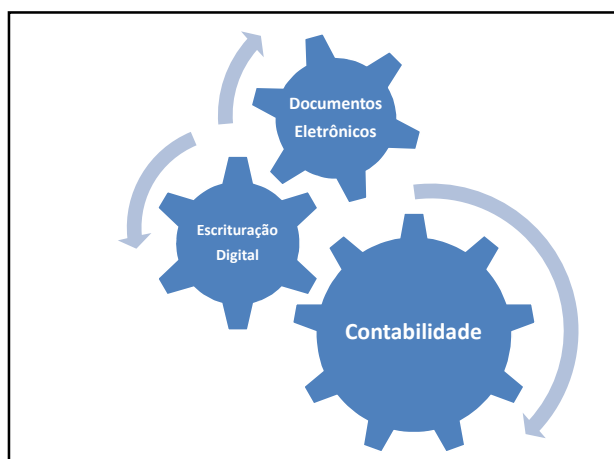 Documentos
Eletrônicos
Escrituração
Digital
Contabilidade